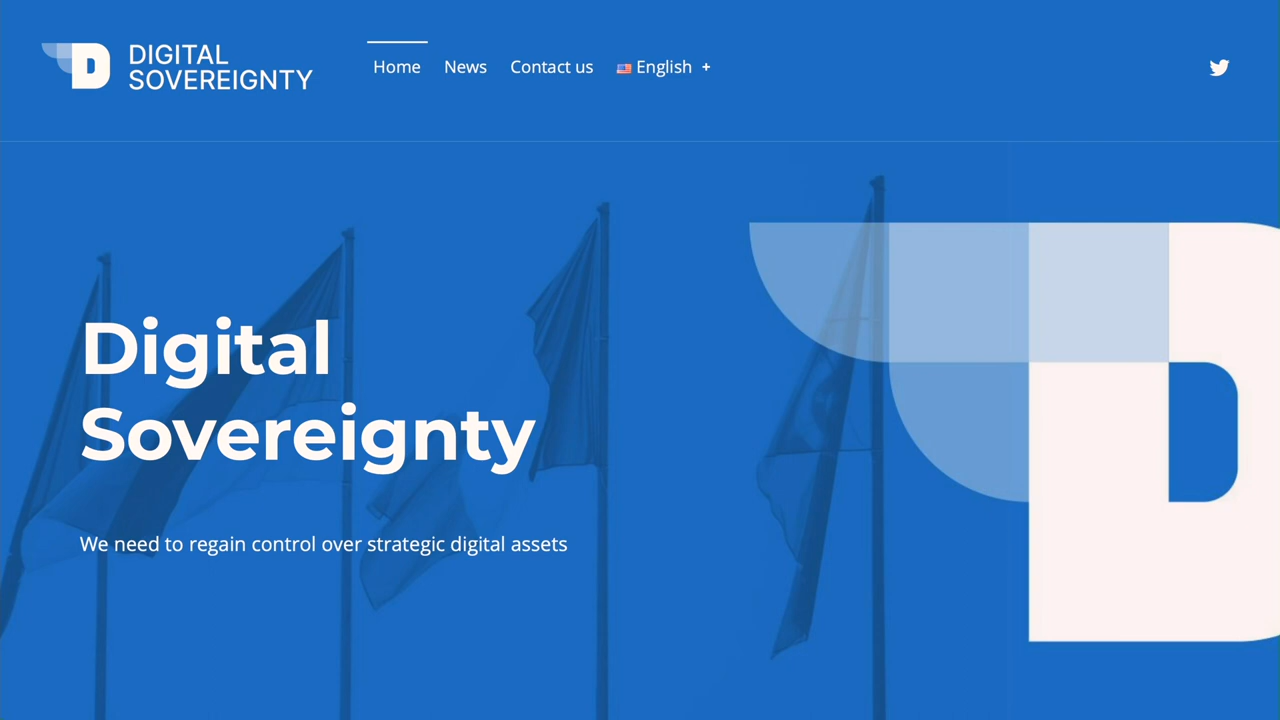 DIGITAL
SOVEREIGNTY
Home News Contact us English +
Digital
Sovereignty
We need to regain control over strategic digital assets